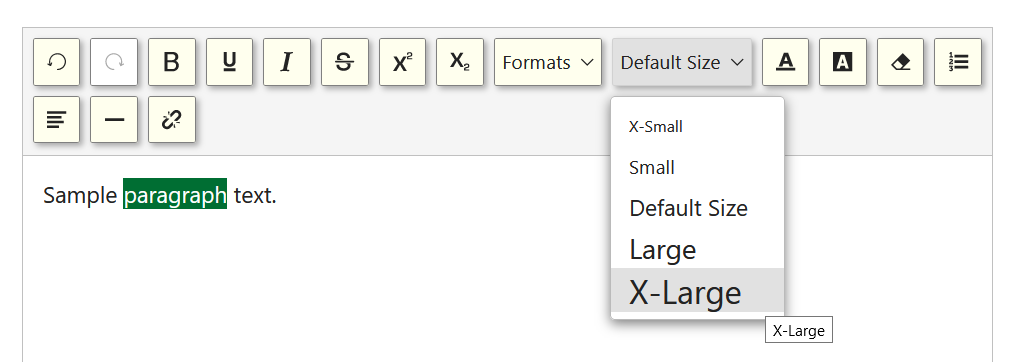 B U I S X² X₂ Formats Default Size A A
X-Small
Small
Sample paragraph text.
Default Size
Large
X-Large
X-Large